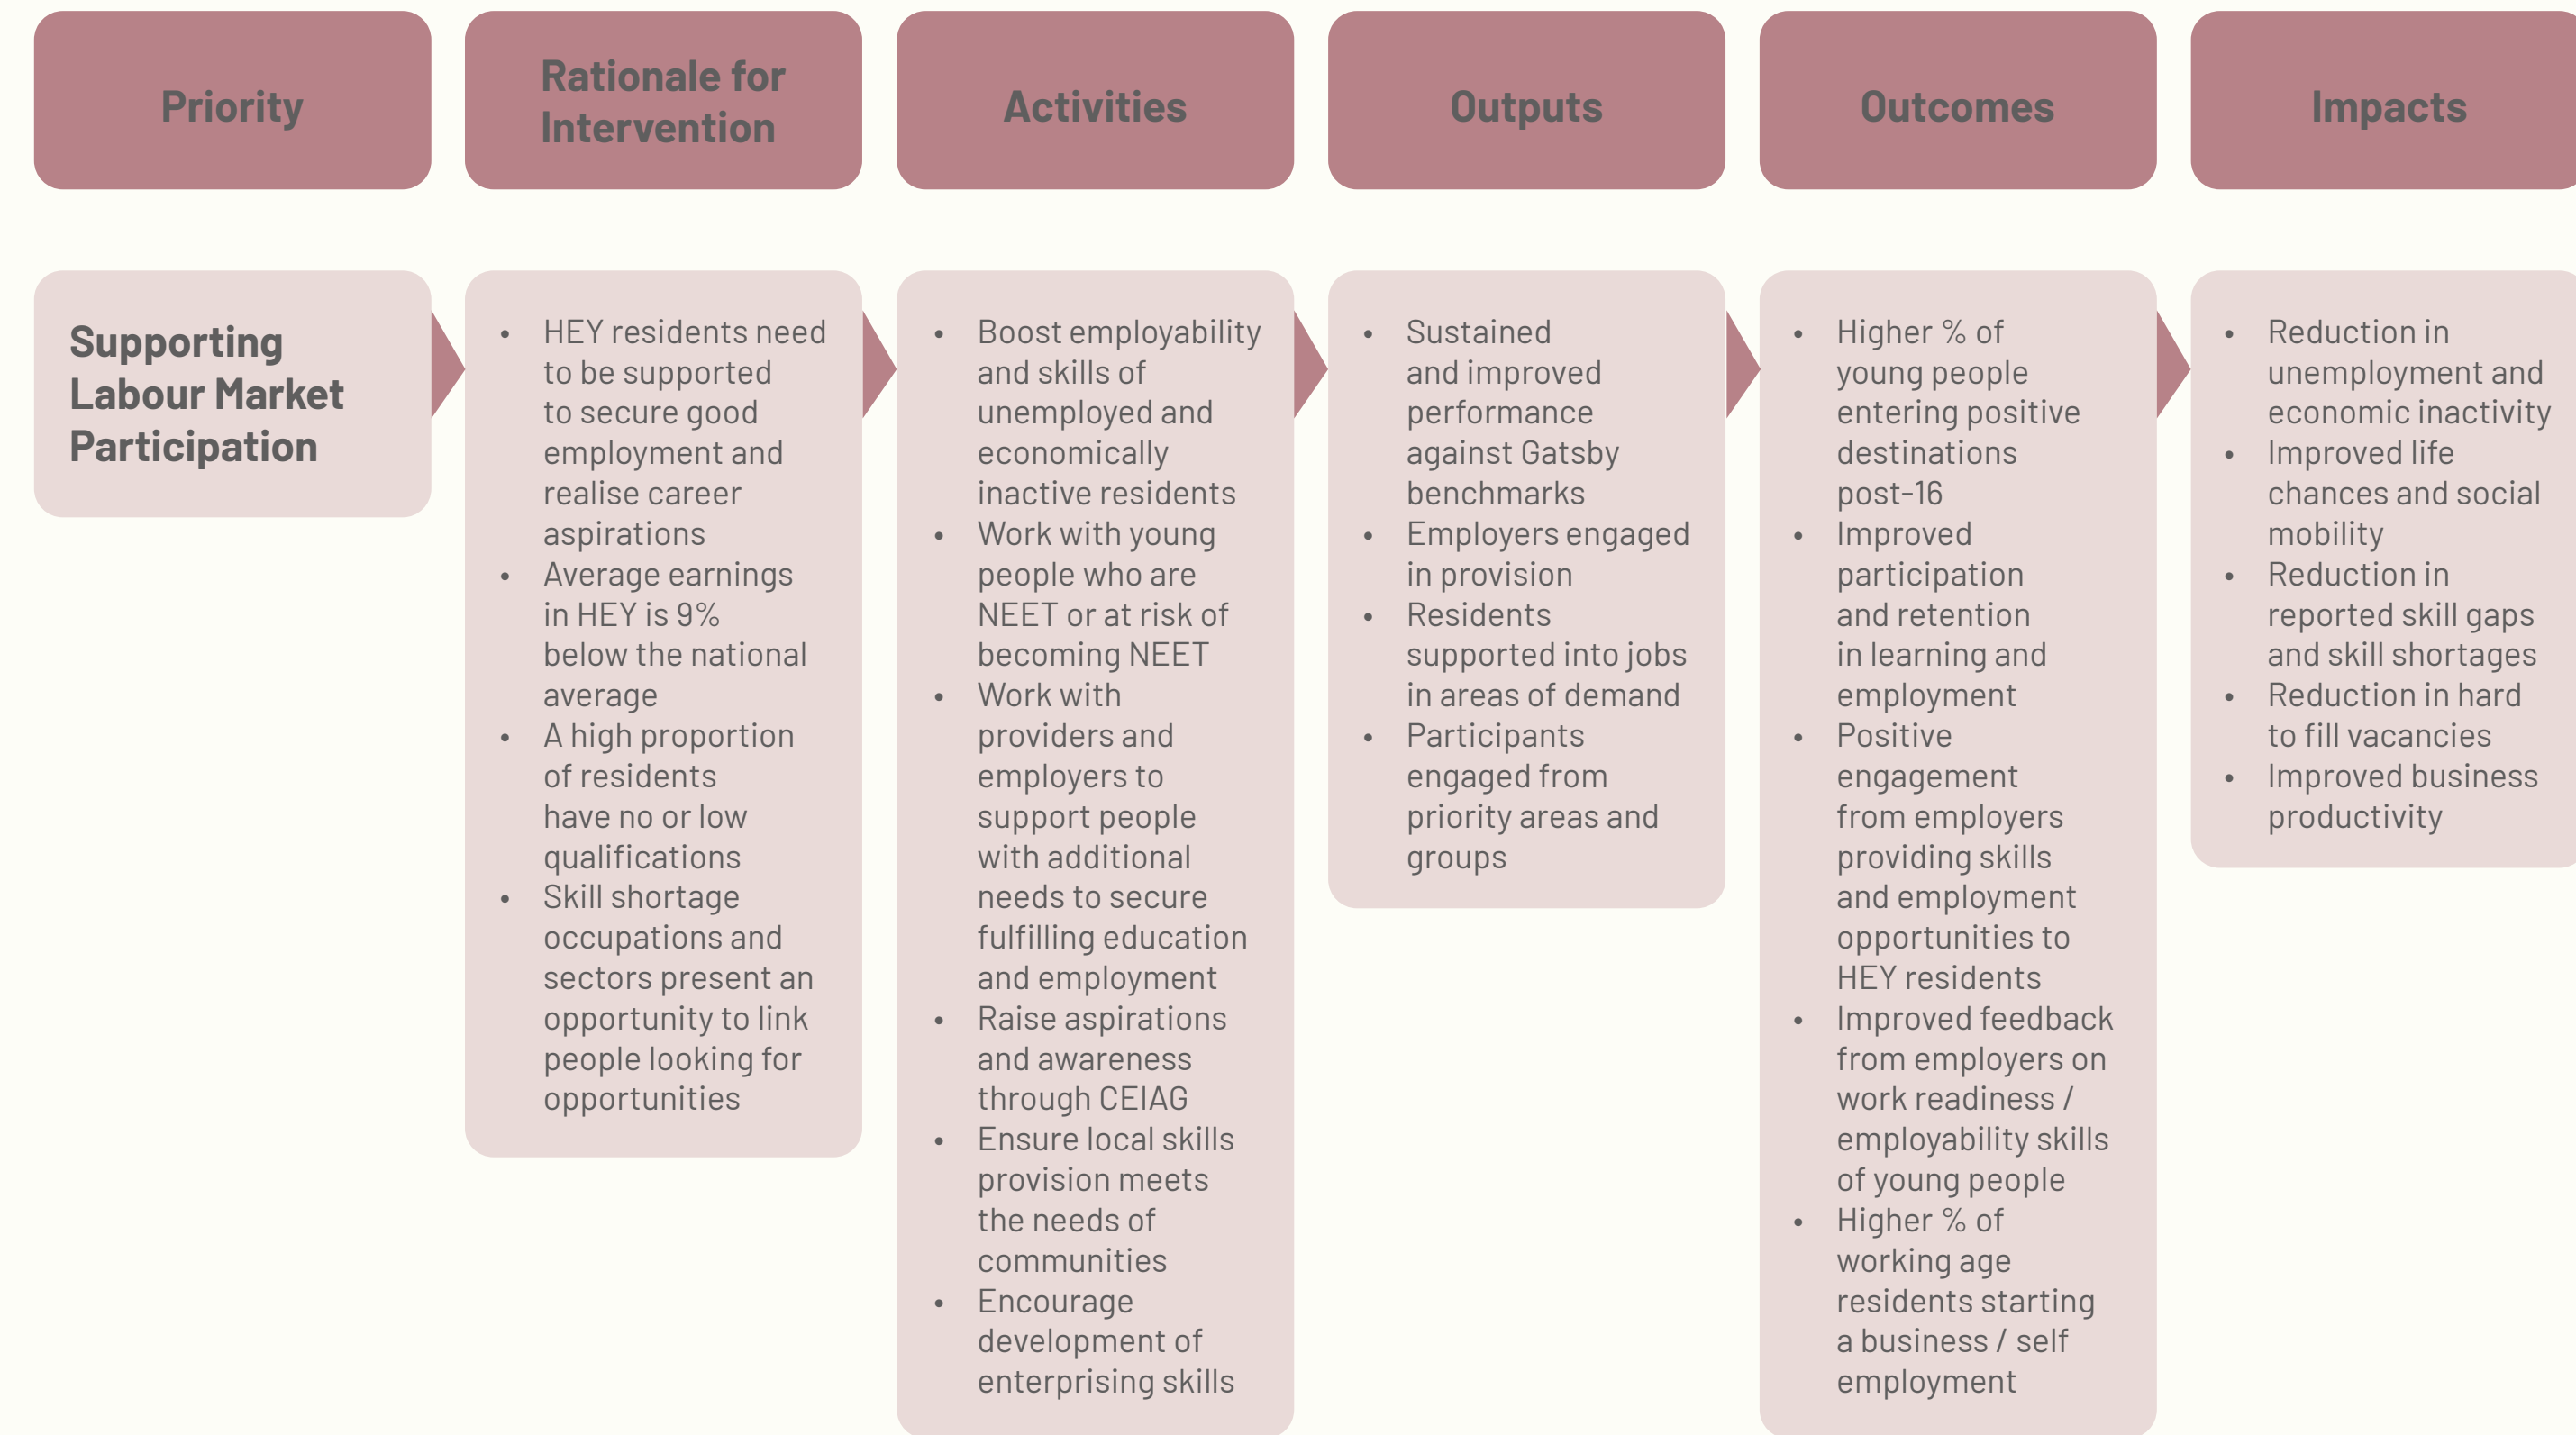 Priority
Rationale for
Intervention
Activities
Outputs
Outcomes
Impacts
Supporting
Labour Market
Participation
• HEY residents need
to be supported
to secure good
employment and
realise career
aspirations
• Average earnings
in HEY is 9%
below the national
average
• A high proportion
of residents
have no or low
qualifications
• Skill shortage
occupations and
sectors present an
opportunity to link
people looking for
opportunities
• Boost employability
and skills of
unemployed and
economically
inactive residents
• Work with young
people who are
NEET or at risk of
becoming NEET
• Work with
providers and
employers to
support people
with additional
needs to secure
fulfilling education
and employment
• Raise aspirations
and awareness
through CEIAG
• Ensure local skills
provision meets
the needs of
communities
• Encourage
development of
enterprising skills
• Sustained
and improved
performance
against Gatsby
benchmarks
• Employers engaged
in provision
• Residents
supported into jobs
in areas of demand
• Participants
engaged from
priority areas and
groups
• Higher % of
young people
entering positive
destinations
post-16
• Improved
participation
and retention
in learning and
employment
• Positive
engagement
from employers
providing skills
and employment
opportunities to
HEY residents
• Improved feedback
from employers on
work readiness /
employability skills
of young people
• Higher % of
working age
residents starting
a business / self
employment
• Reduction in
unemployment and
economic inactivity
• Improved life
chances and social
mobility
• Reduction in
reported skill gaps
and skill shortages
• Reduction in hard
to fill vacancies
• Improved business
productivity